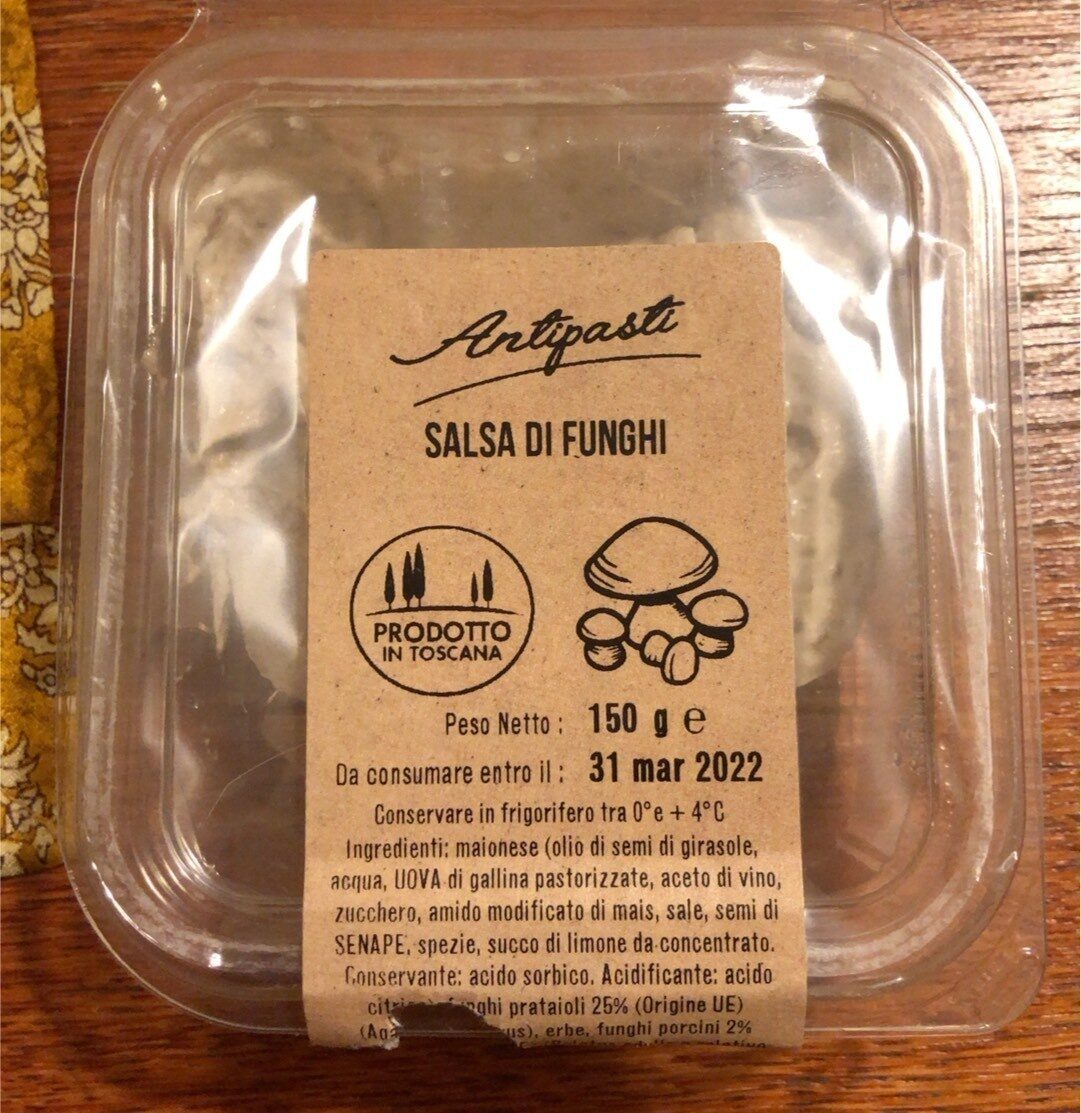 Antipasti
SALSA DI FUNGHI
PRODOTTO
IN TOSCANA
Peso Netto : 150 g e
Da consumare entro il : 31 mar 2022
Conservare in frigorifero tra 0° e + 4°C
Ingredienti: maionese (olio di semi di girasole,
acqua, UOVA di gallina pastorizzate, aceto di vino,
zucchero, amido modificato di mais, sale, semi di
SENAPE, spezie, succo di limone da concentrato.
Conservante: acido sorbico. Acidificante: acido
prataioli 25% (Origine UE)
erbe, funghi porcini 2%